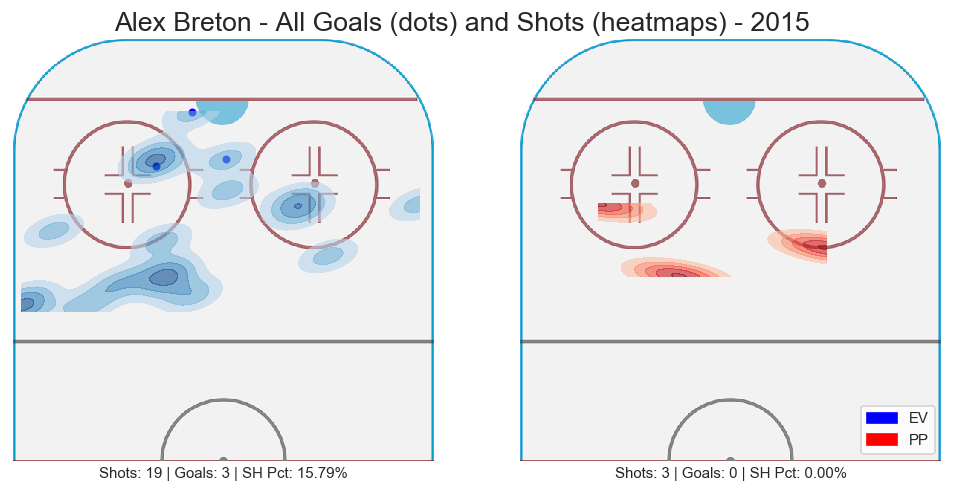 Alex Breton - All Goals (dots) and Shots (heatmaps) - 2015
EV
PP
Shots: 19 | Goals: 3 | SH Pct: 15.79%
Shots: 3 | Goals: 0 | SH Pct: 0.00%